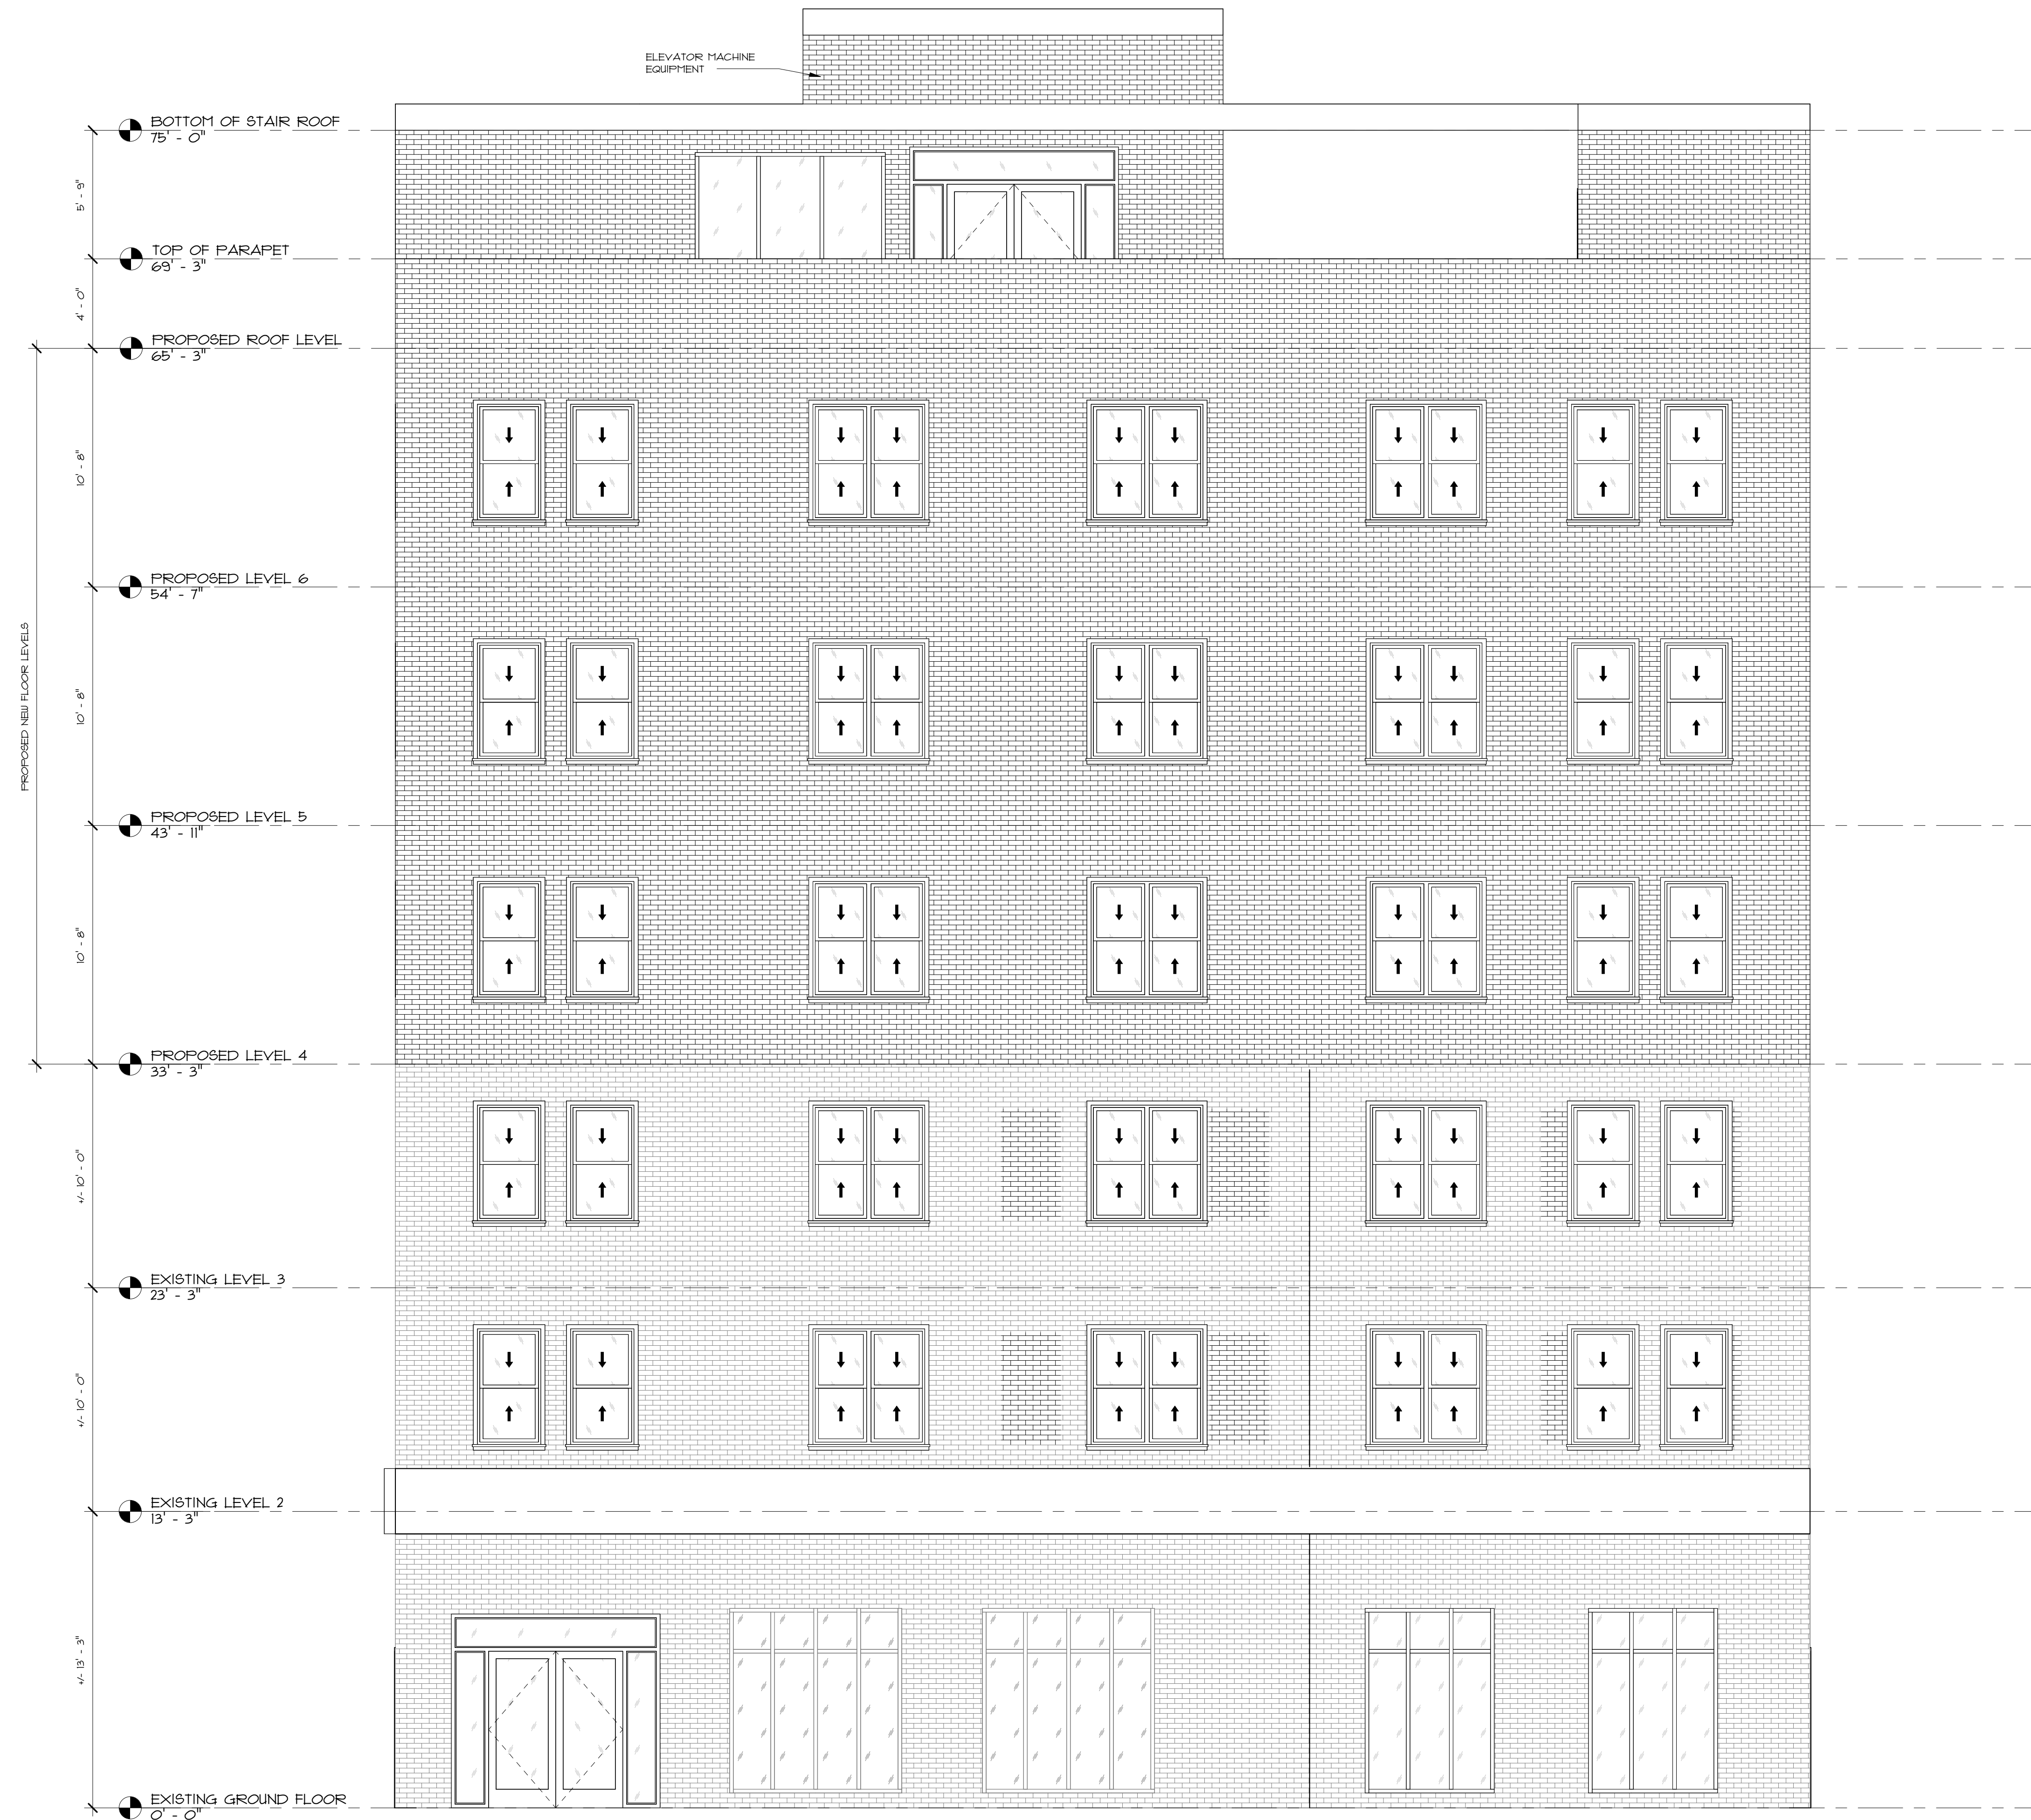 ELEVATOR MACHINE
EQUIPMENT
BOTTOM OF STAIR ROOF
75' - 0"
5' - 9"
TOP OF PARAPET
69' - 3"
4' - 0"
PROPOSED ROOF LEVEL
65' - 3"
10' - 8"
PROPOSED LEVEL 6
54' - 7"
PROPOSED NEW FLOOR LEVELS
10' - 8"
PROPOSED LEVEL 5
43' - 11"
10' - 8"
PROPOSED LEVEL 4
33' - 3"
+/- 10' - 0"
EXISTING LEVEL 3
23' - 3"
+/- 10' - 0"
EXISTING LEVEL 2
13' - 3"
+/- 13' - 3"
EXISTING GROUND FLOOR
0' - 0"